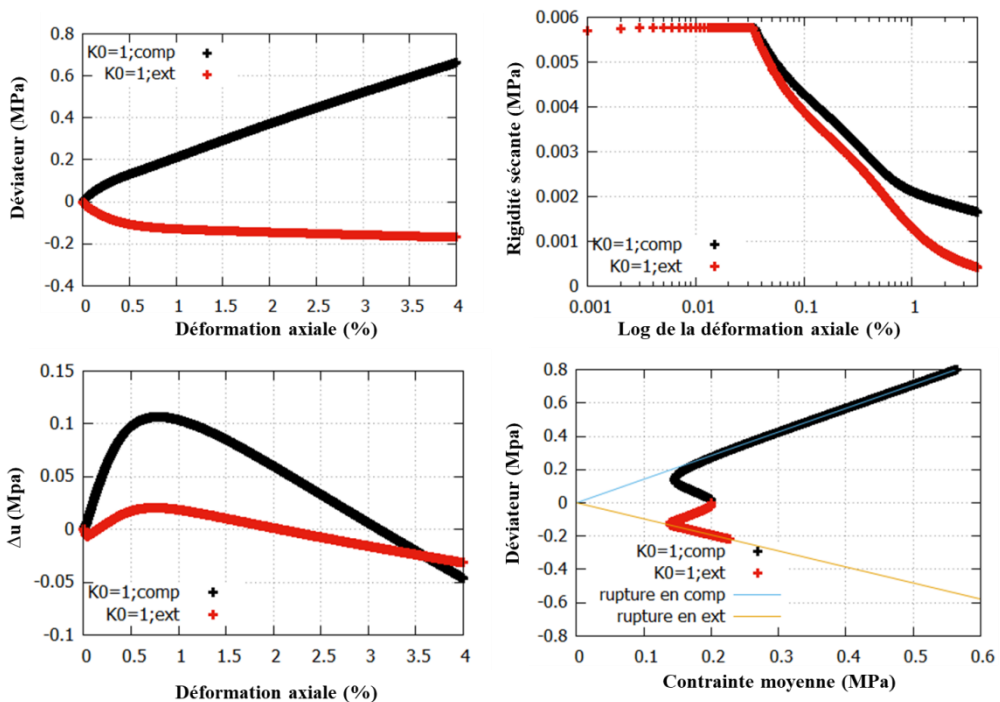 Déviateur (MPa)
0.8
0.6
0.4
0.2
0
-0.2
-0.4
K0=1;comp
K0=1;ext
0 0.5 1 1.5 2 2.5 3 3.5 4
Déformation axiale (%)
Rigidité sécante (MPa)
0.006
0.005
0.004
0.003
0.002
0.001
0
K0=1;comp
K0=1;ext
0.001 0.01 0.1 1
Log de la déformation axiale (%)
Δu (Mpa)
0.15
0.1
0.05
0
-0.05
-0.1
K0=1;comp
K0=1;ext
0 0.5 1 1.5 2 2.5 3 3.5 4
Déformation axiale (%)
Déviateur (Mpa)
0.8
0.6
0.4
0.2
0
-0.2
-0.4
-0.6
-0.8
K0=1;comp
K0=1;ext
rupture en comp
rupture en ext
0 0.1 0.2 0.3 0.4 0.5 0.6
Contrainte moyenne (MPa)